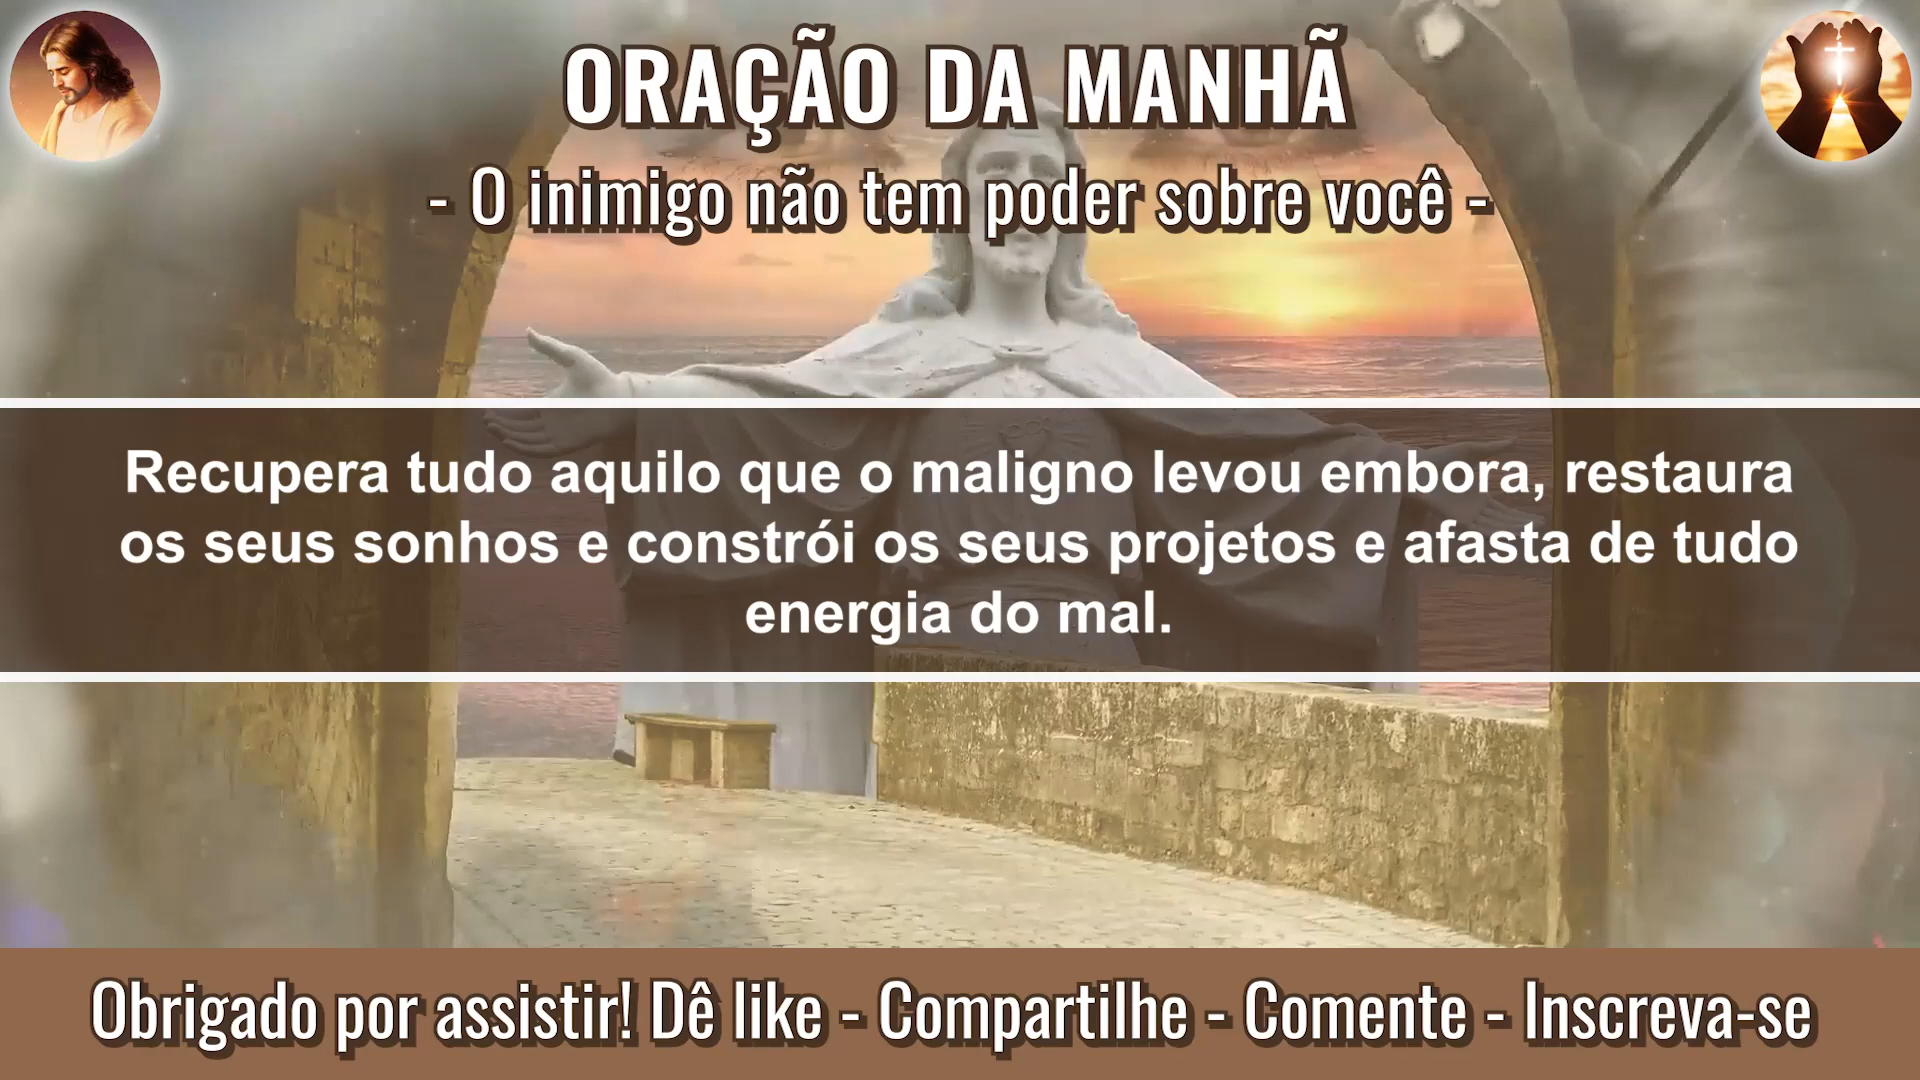 ORAÇÃO DA MANHÃ
- O inimigo não tem poder sobre você -
Recupera tudo aquilo que o maligno levou embora, restaura
os seus sonhos e constrói os seus projetos e afasta de tudo
energia do mal.
Obrigado por assistir! Dê like - Compartilhe - Comente - Inscreva-se